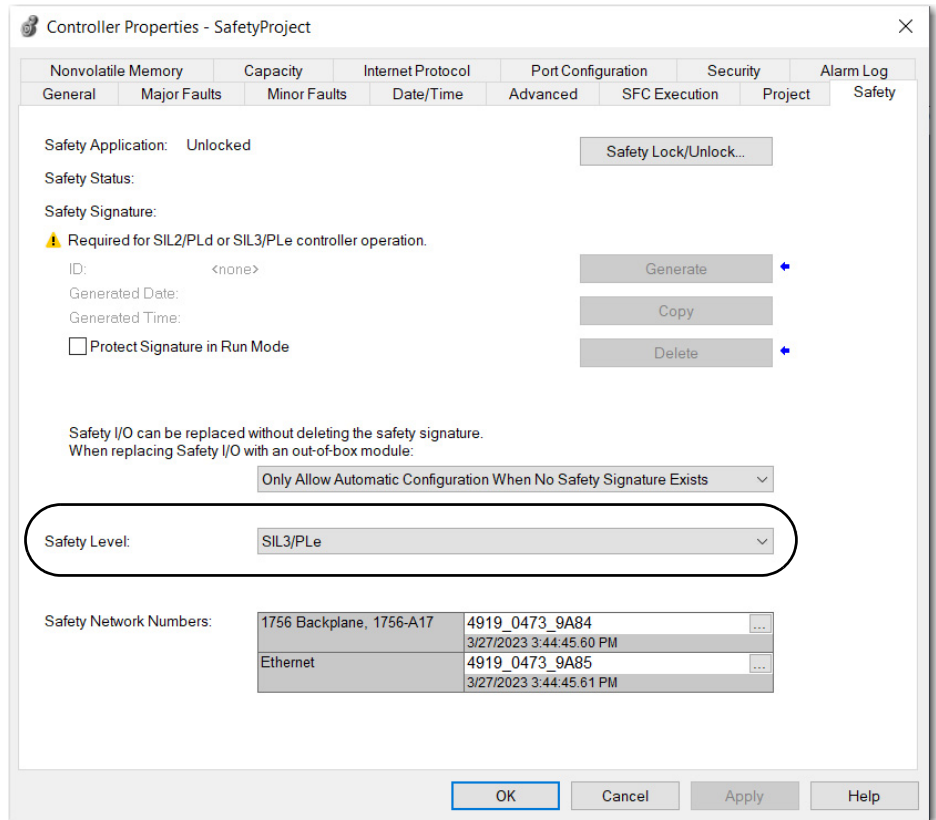 Controller Properties - SafetyProject
Nonvolatile Memory Capacity Internet Protocol Port Configuration Security Alarm Log
General Major Faults Minor Faults Date/Time Advanced SFC Execution Project Safety
Safety Application: Unlocked Safety Lock/Unlock...
Safety Status:
Safety Signature:
Required for SIL2/PLd or SIL3/PLe controller operation.
ID: <none> Generate
Generated Date:
Generated Time: Copy
Protect Signature in Run Mode Delete
Safety I/O can be replaced without deleting the safety signature.
When replacing Safety I/O with an out-of-box module:
Only Allow Automatic Configuration When No Safety Signature Exists
Safety Level: SIL3/PLe
Safety Network Numbers: 1756 Backplane, 1756-A17 4919_0473_9A84 ...
3/27/2023 3:44:45.60 PM
Ethernet 4919_0473_9A85 ...
3/27/2023 3:44:45.61 PM
OK Cancel Apply Help